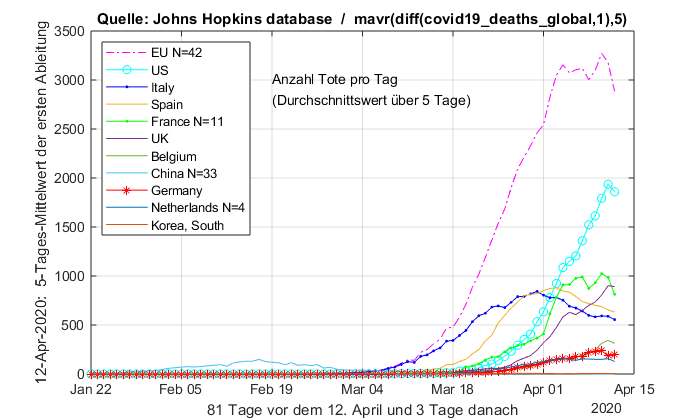 Quelle: Johns Hopkins database / mavr(diff(covid19_deaths_global,1),5)
12-Apr-2020: 5-Tages-Mittelwert der ersten Ableitung
3500
3000
2500
2000
1500
1000
500
0
EU N=42
US
Italy
Spain
France N=11
UK
Belgium
China N=33
Germany
Netherlands N=4
Korea, South
Anzahl Tote pro Tag
(Durchschnittswert über 5 Tage)
Jan 22 Feb 05 Feb 19 Mar 04 Mar 18 Apr 01 Apr 15
81 Tage vor dem 12. April und 3 Tage danach 2020